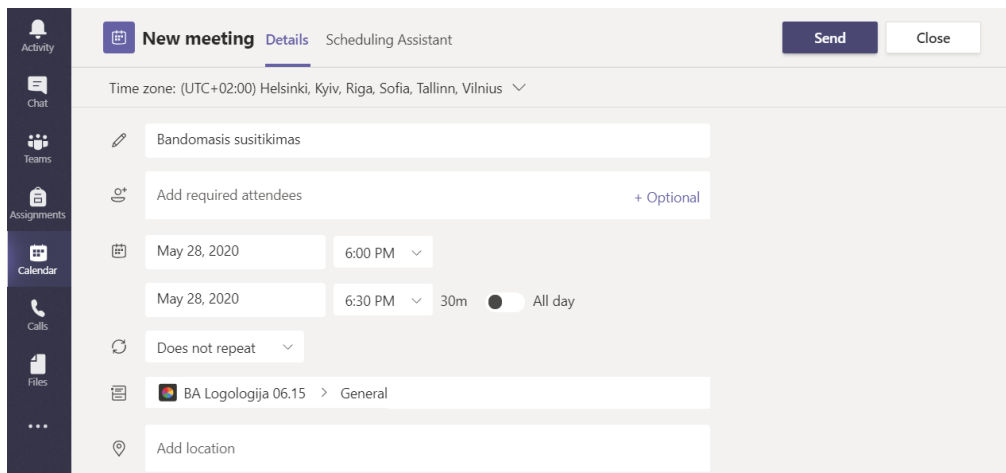 Activity
Chat
Teams
Assignments
Calendar
Calls
Files
New meeting Details Scheduling Assistant Send Close
Time zone: (UTC+02:00) Helsinki, Kyiv, Riga, Sofia, Tallinn, Vilnius
Bandomasis susitikimas
Add required attendees + Optional
May 28, 2020 6:00 PM
May 28, 2020 6:30 PM 30m All day
Does not repeat
BA Logologija 06.15 > General
Add location